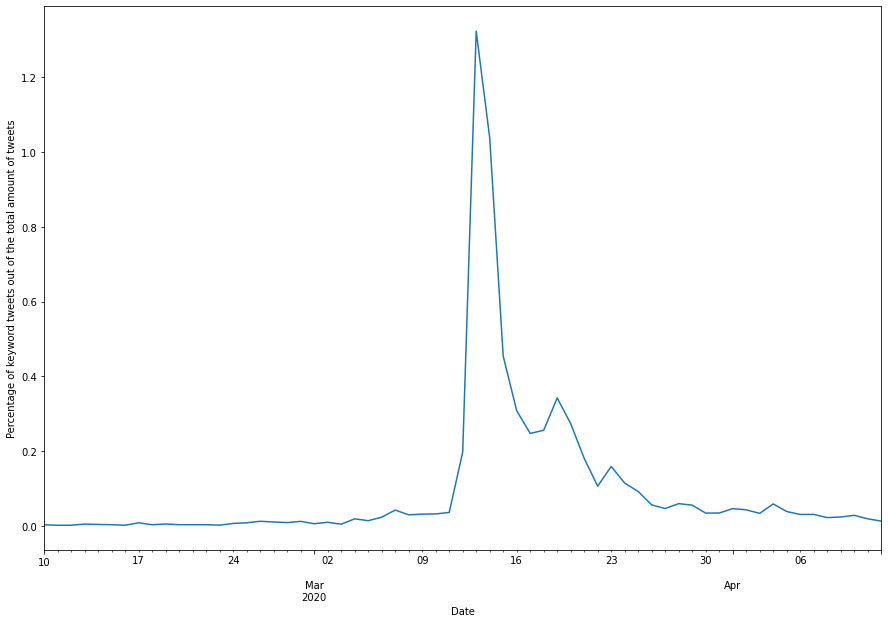 Percentage of keyword tweets out of the total amount of tweets
1.2
1.0
0.8
0.6
0.4
0.2
0.0
10 17 24 02 09 16 23 30 06
Mar Apr
2020
Date